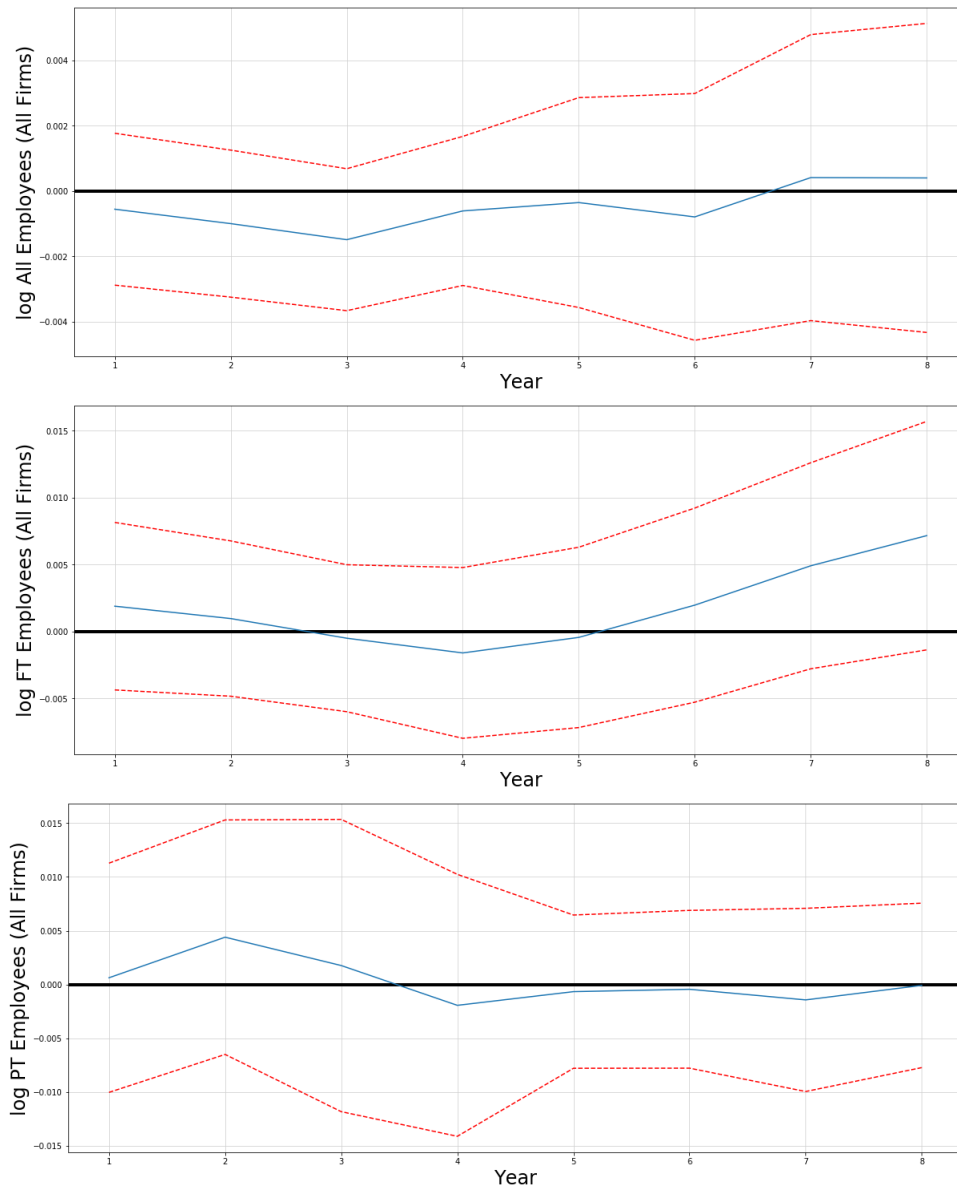 log All Employees (All Firms)
0.004
0.002
0.000
−0.002
−0.004
1 2 3 4 5 6 7 8
Year
log FT Employees (All Firms)
0.015
0.010
0.005
0.000
−0.005
1 2 3 4 5 6 7 8
Year
log PT Employees (All Firms)
0.015
0.010
0.005
0.000
−0.005
−0.010
−0.015
1 2 3 4 5 6 7 8
Year